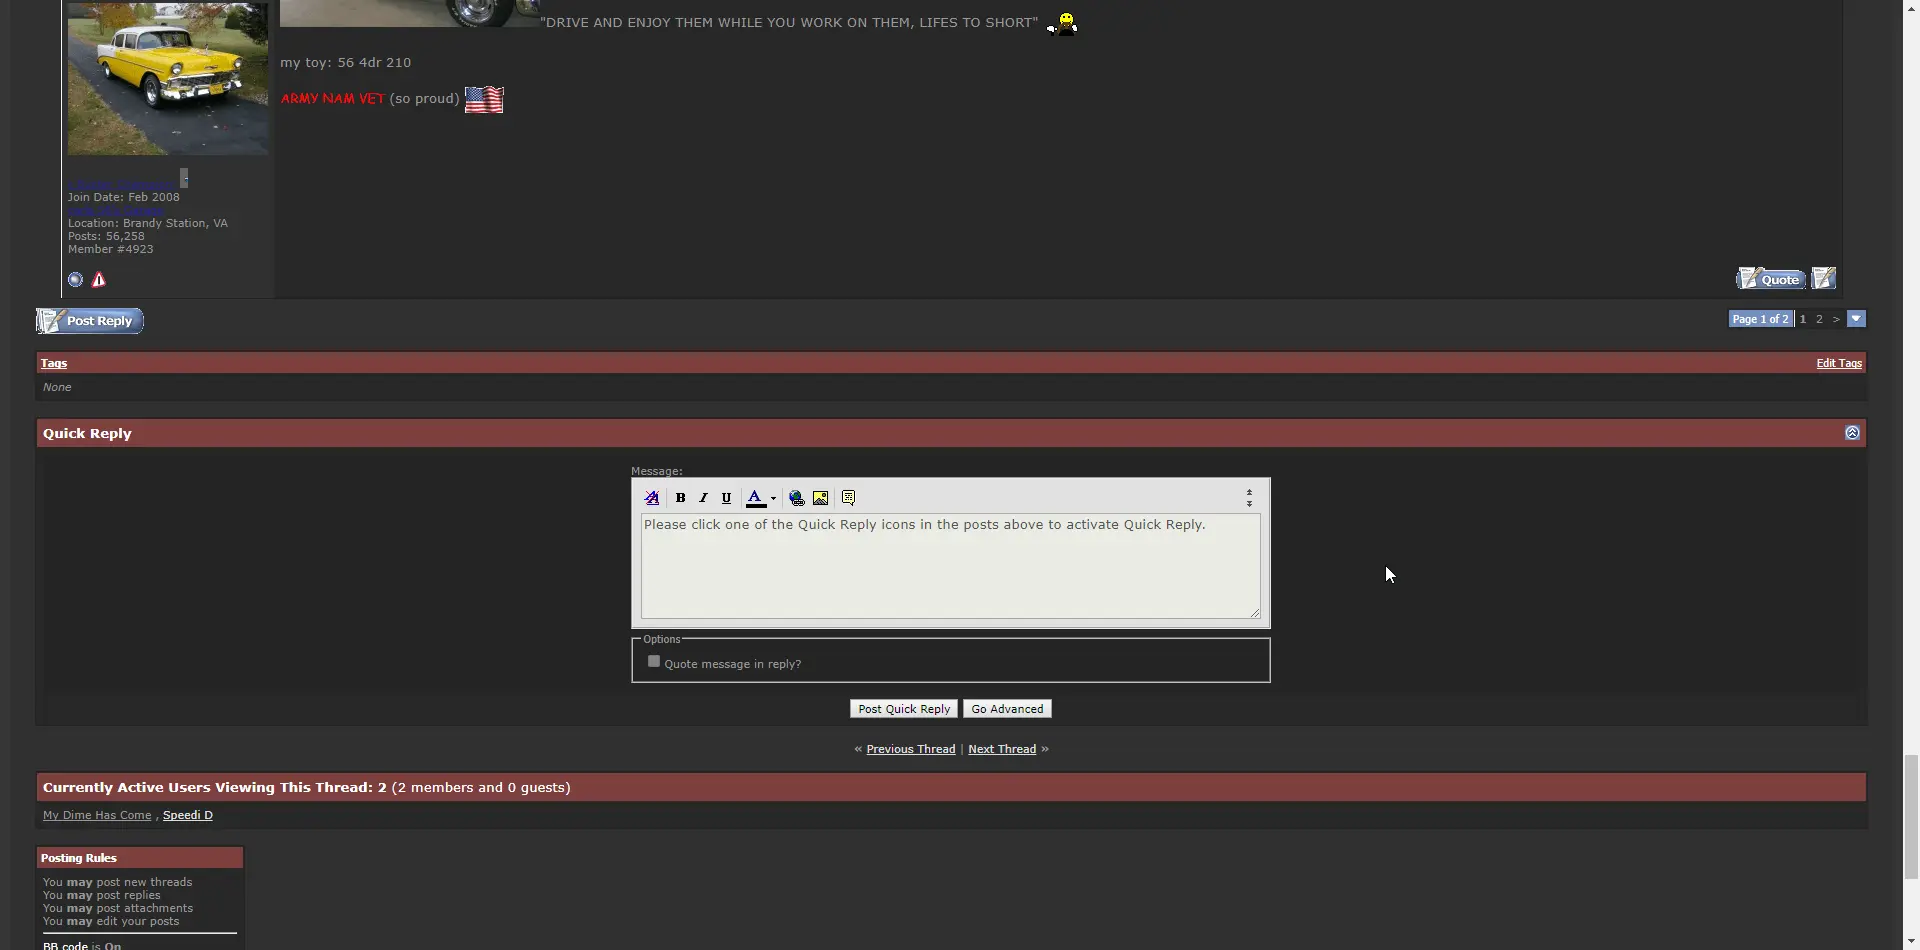 "DRIVE AND ENJOY THEM WHILE YOU WORK ON THEM, LIFES TO SHORT"
my toy: 56 4dr 210
ARMY NAM VET (so proud)
Join Date: Feb 2008
Location: Brandy Station, VA
Posts: 56,258
Member #4923
Quote
Post Reply
Page 1 of 2 1 2 >
Tags Edit Tags
None
Quick Reply
Message:
A B I U A
Please click one of the Quick Reply icons in the posts above to activate Quick Reply.
Options
Quote message in reply?
Post Quick Reply Go Advanced
« Previous Thread | Next Thread »
Currently Active Users Viewing This Thread: 2 (2 members and 0 guests)
My Dime Has Come , Speedi D
Posting Rules
You may post new threads
You may post replies
You may post attachments
You may edit your posts
BB code is On